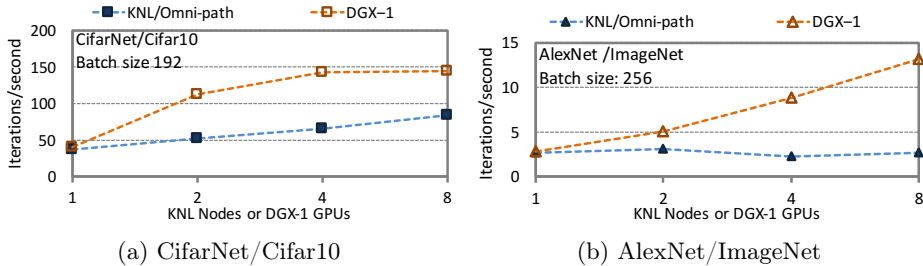 KNL/Omni-path DGX–1
200
150
100
50
0
Iterations/second
CifarNet/Cifar10
Batch size 192
1 2 4 8
KNL Nodes or DGX-1 GPUs
(a) CifarNet/Cifar10
KNL/Omni-path DGX–1
15
10
5
0
Iterations/second
AlexNet /ImageNet
Batch size: 256
1 2 4 8
KNL Nodes or DGX-1 GPUs
(b) AlexNet/ImageNet